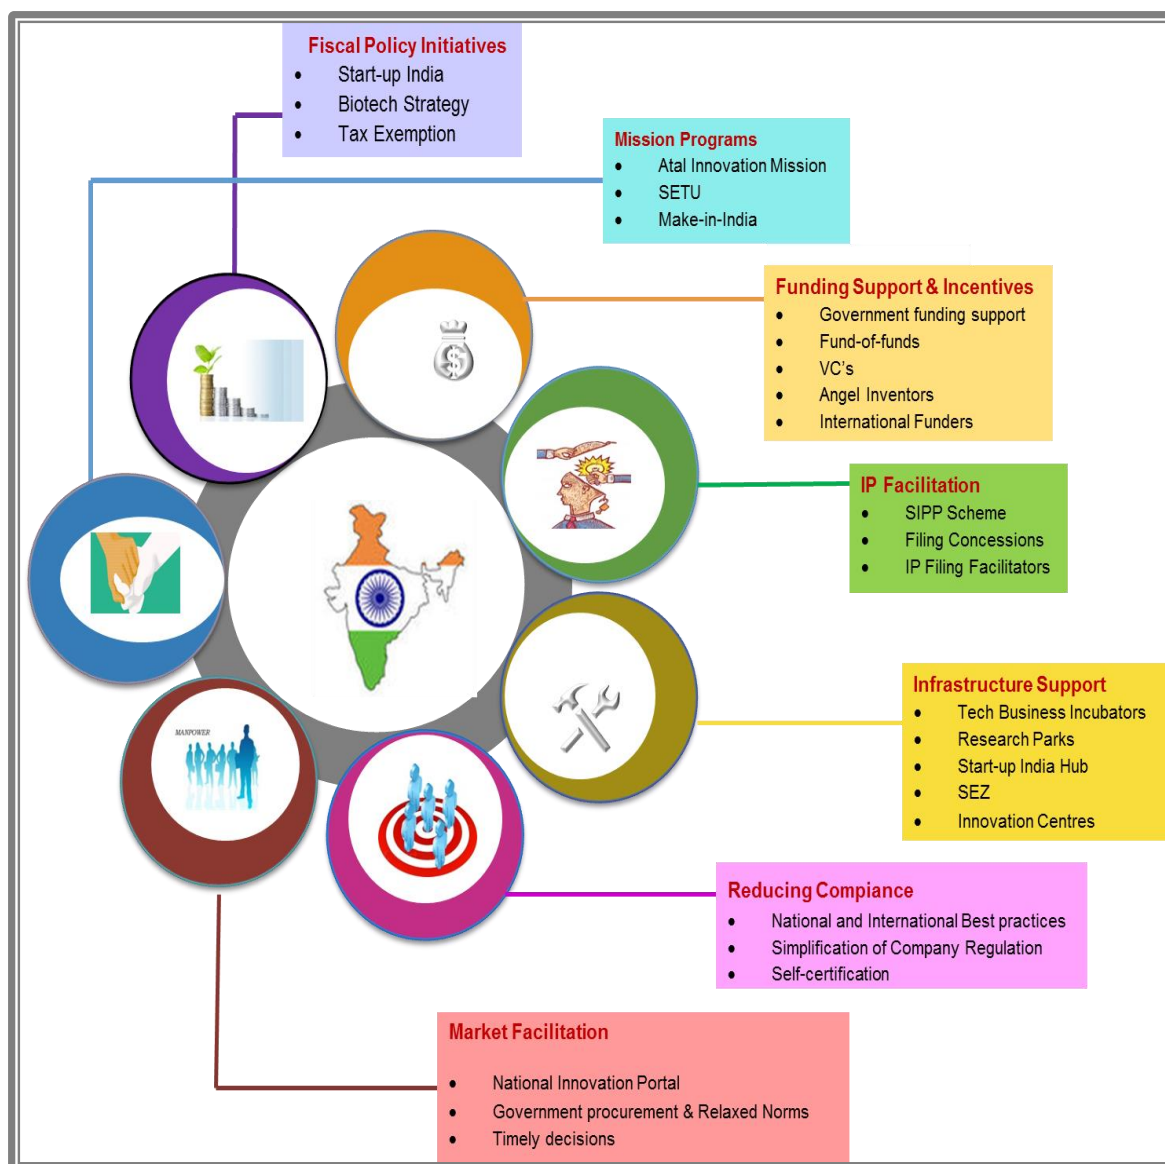 Fiscal Policy Initiatives
• Start-up India
• Biotech Strategy
• Tax Exemption
Mission Programs
• Atal Innovation Mission
• SETU
• Make-in-India
Funding Support & Incentives
• Government funding support
• Fund-of-funds
• VC's
• Angel Inventors
• International Funders
IP Facilitation
• SIPP Scheme
• Filing Concessions
• IP Filing Facilitators
Infrastructure Support
• Tech Business Incubators
• Research Parks
• Start-up India Hub
• SEZ
• Innovation Centres
MANPOWER
Reducing Compiance
• National and International Best practices
• Simplification of Company Regulation
• Self-certification
Market Facilitation
• National Innovation Portal
• Government procurement & Relaxed Norms
• Timely decisions